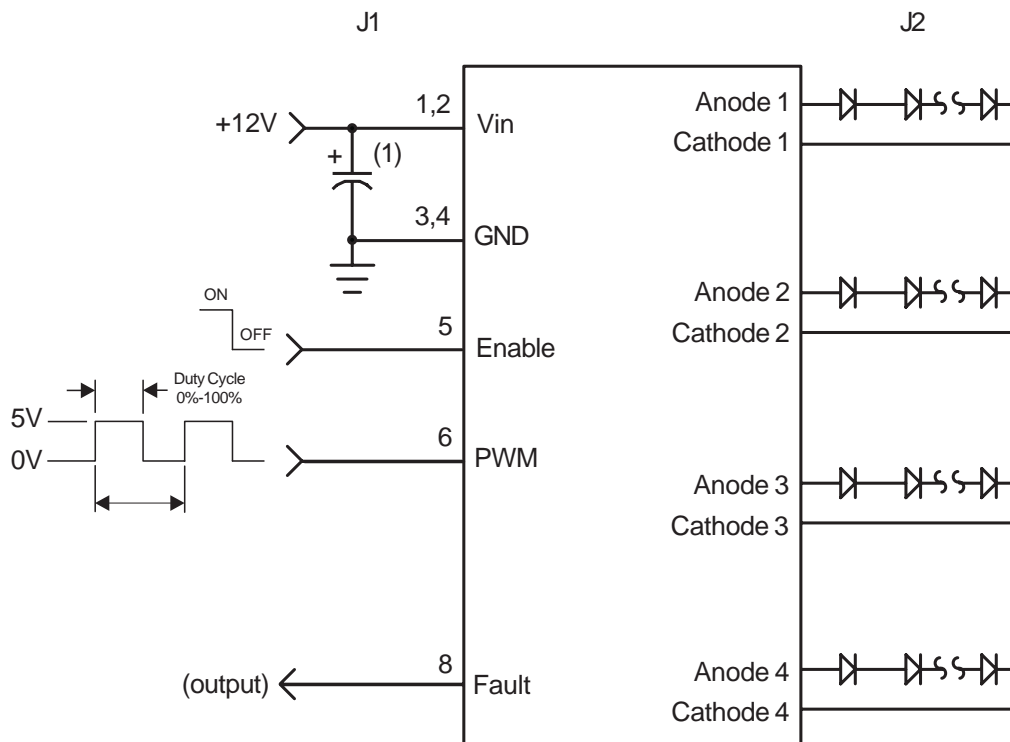 J1
J2
+12V
1,2
Vin
+
(1)
3,4
GND
ON
OFF
5
Enable
Duty Cycle
0%-100%
5V
0V
6
PWM
(output)
8
Fault
Anode 1
Cathode 1
Anode 2
Cathode 2
Anode 3
Cathode 3
Anode 4
Cathode 4